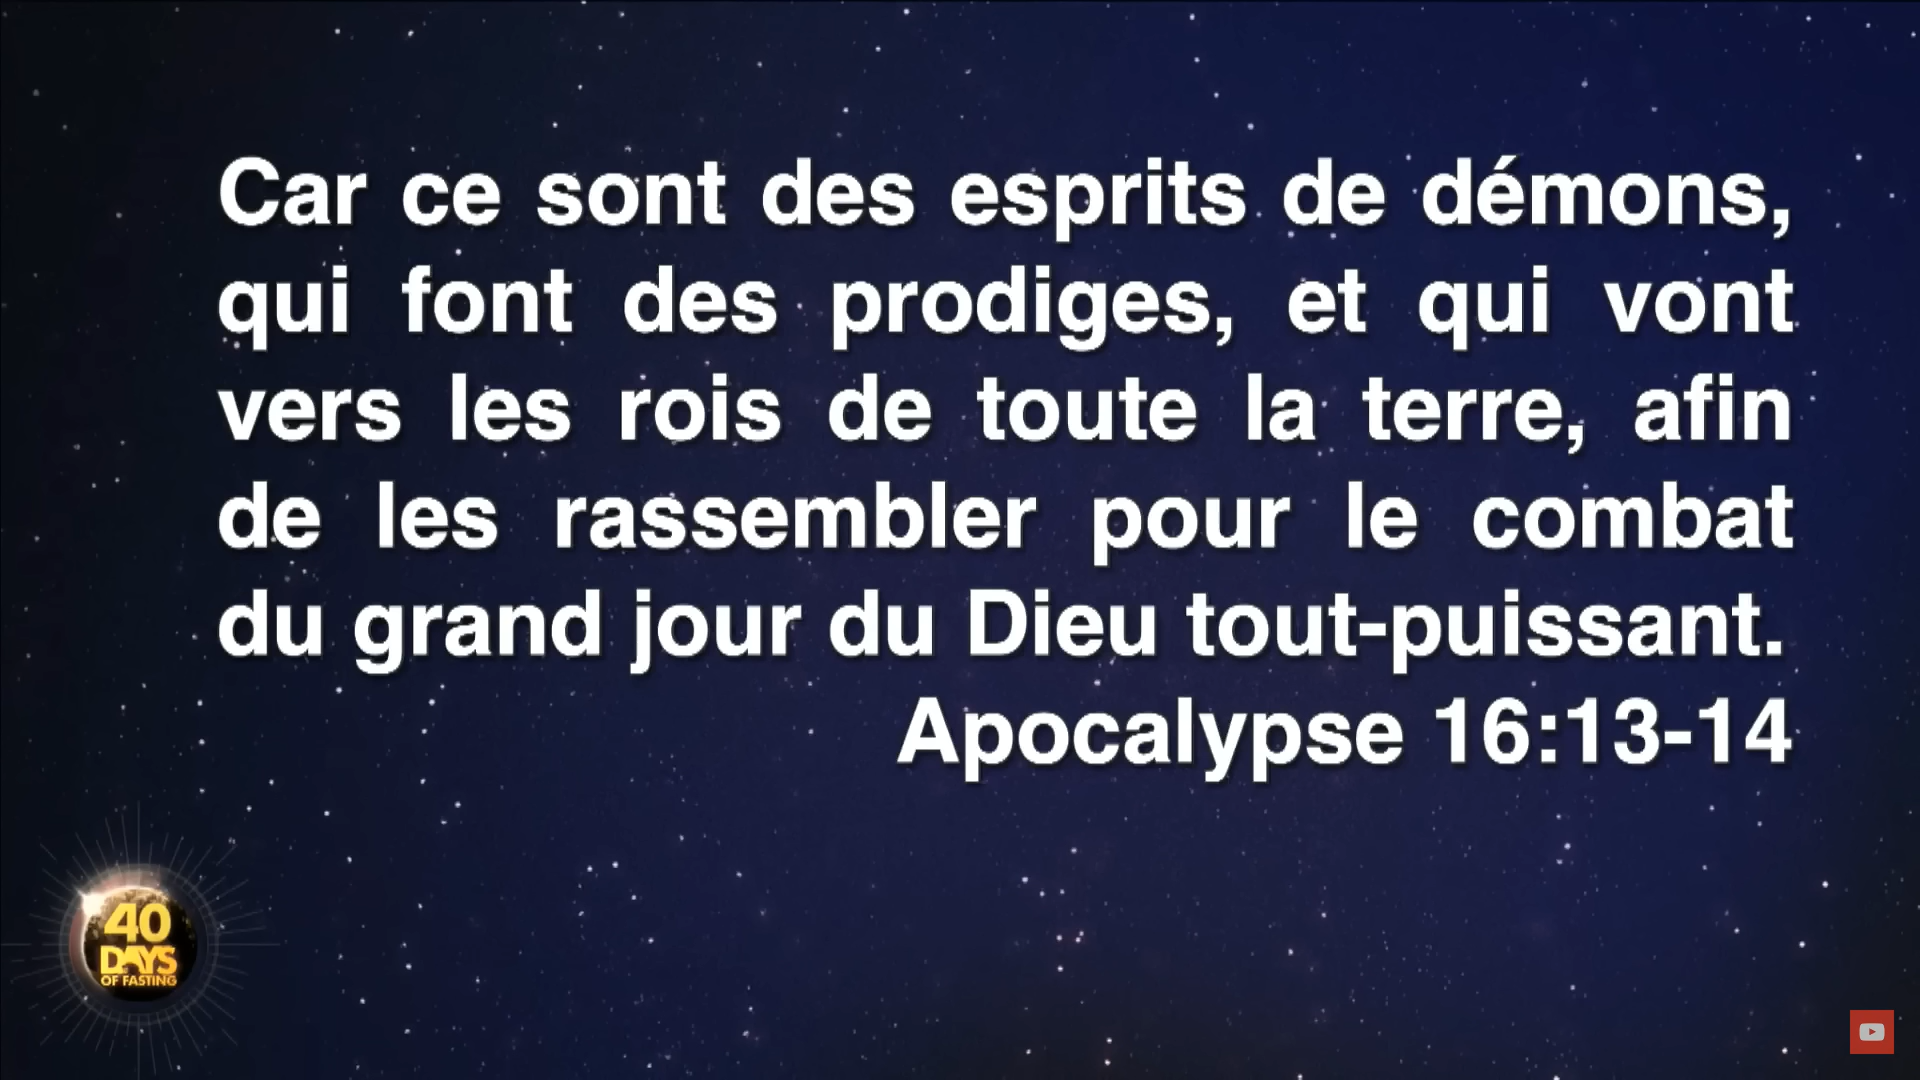 Car ce sont des esprits de démons,
qui font des prodiges, et qui vont
vers les rois de toute la terre, afin
de les rassembler pour le combat
du grand jour du Dieu tout-puissant.
Apocalypse 16:13-14
40
DAYS
OF FASTING